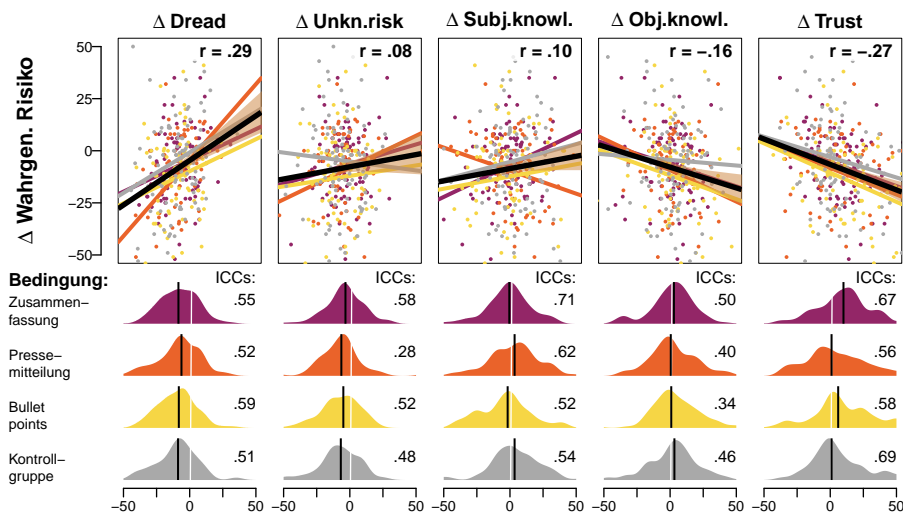 Δ Dread Δ Unkn.risk Δ Subj.knowl. Δ Obj.knowl. Δ Trust
r = .29 r = .08 r = .10 r = −.16 r = −.27
Δ Wahrgen. Risiko
50
25
0
−25
−50
Bedingung: ICCs: ICCs: ICCs: ICCs: ICCs:
Zusammen−
fassung
.55 .58 .71 .50 .67
Presse−
mitteilung
.52 .28 .62 .40 .56
Bullet
points
.59 .52 .52 .34 .58
Kontroll−
gruppe
.51 .48 .54 .46 .69
−50 0 50 −50 0 50 −50 0 50 −50 0 50 −50 0 50